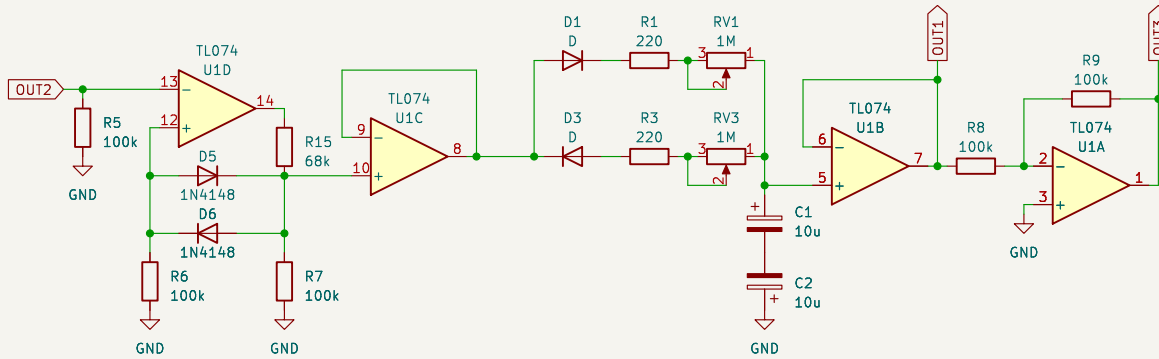 OUT2
R5
100k
GND
TL074
U1D
13
12
14
-
+
R15
68k
D5
1N4148
D6
1N4148
R6
100k
GND
R7
100k
GND
TL074
U1C
9
10
8
-
+
D1
D
R1
220
RV1
1M
3
1
2
D3
D
R3
220
RV3
1M
3
1
2
+
C1
10u
C2
10u
+
GND
TL074
U1B
6
5
7
-
+
OUT1
R8
100k
R9
100k
TL074
U1A
2
3
1
-
+
GND
OUT3